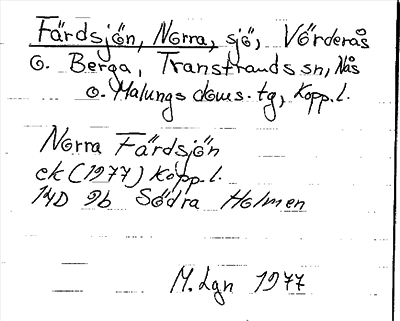 Färdsjön, Norra, sjö, Vörderås
o. Berga, Transtrands sn, Nås
o. Malungs doms. tg, Kopp.l.
Norra Färdsjön
ek (1977) Kopp.l.
14D 9b Södra Holmen
M. Lgn 1977